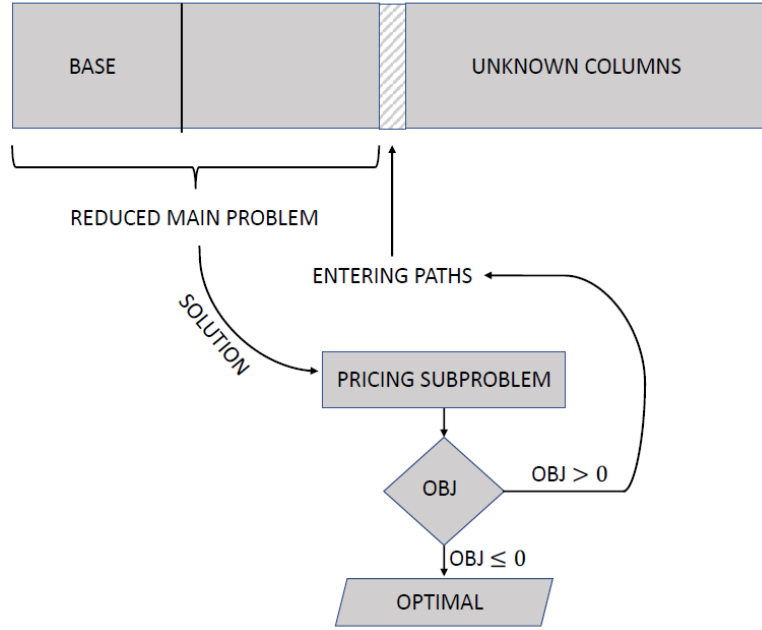 BASE
UNKNOWN COLUMNS
REDUCED MAIN PROBLEM
ENTERING PATHS
SOLUTION
PRICING SUBPROBLEM
OBJ
OBJ > 0
OBJ ≤ 0
OPTIMAL